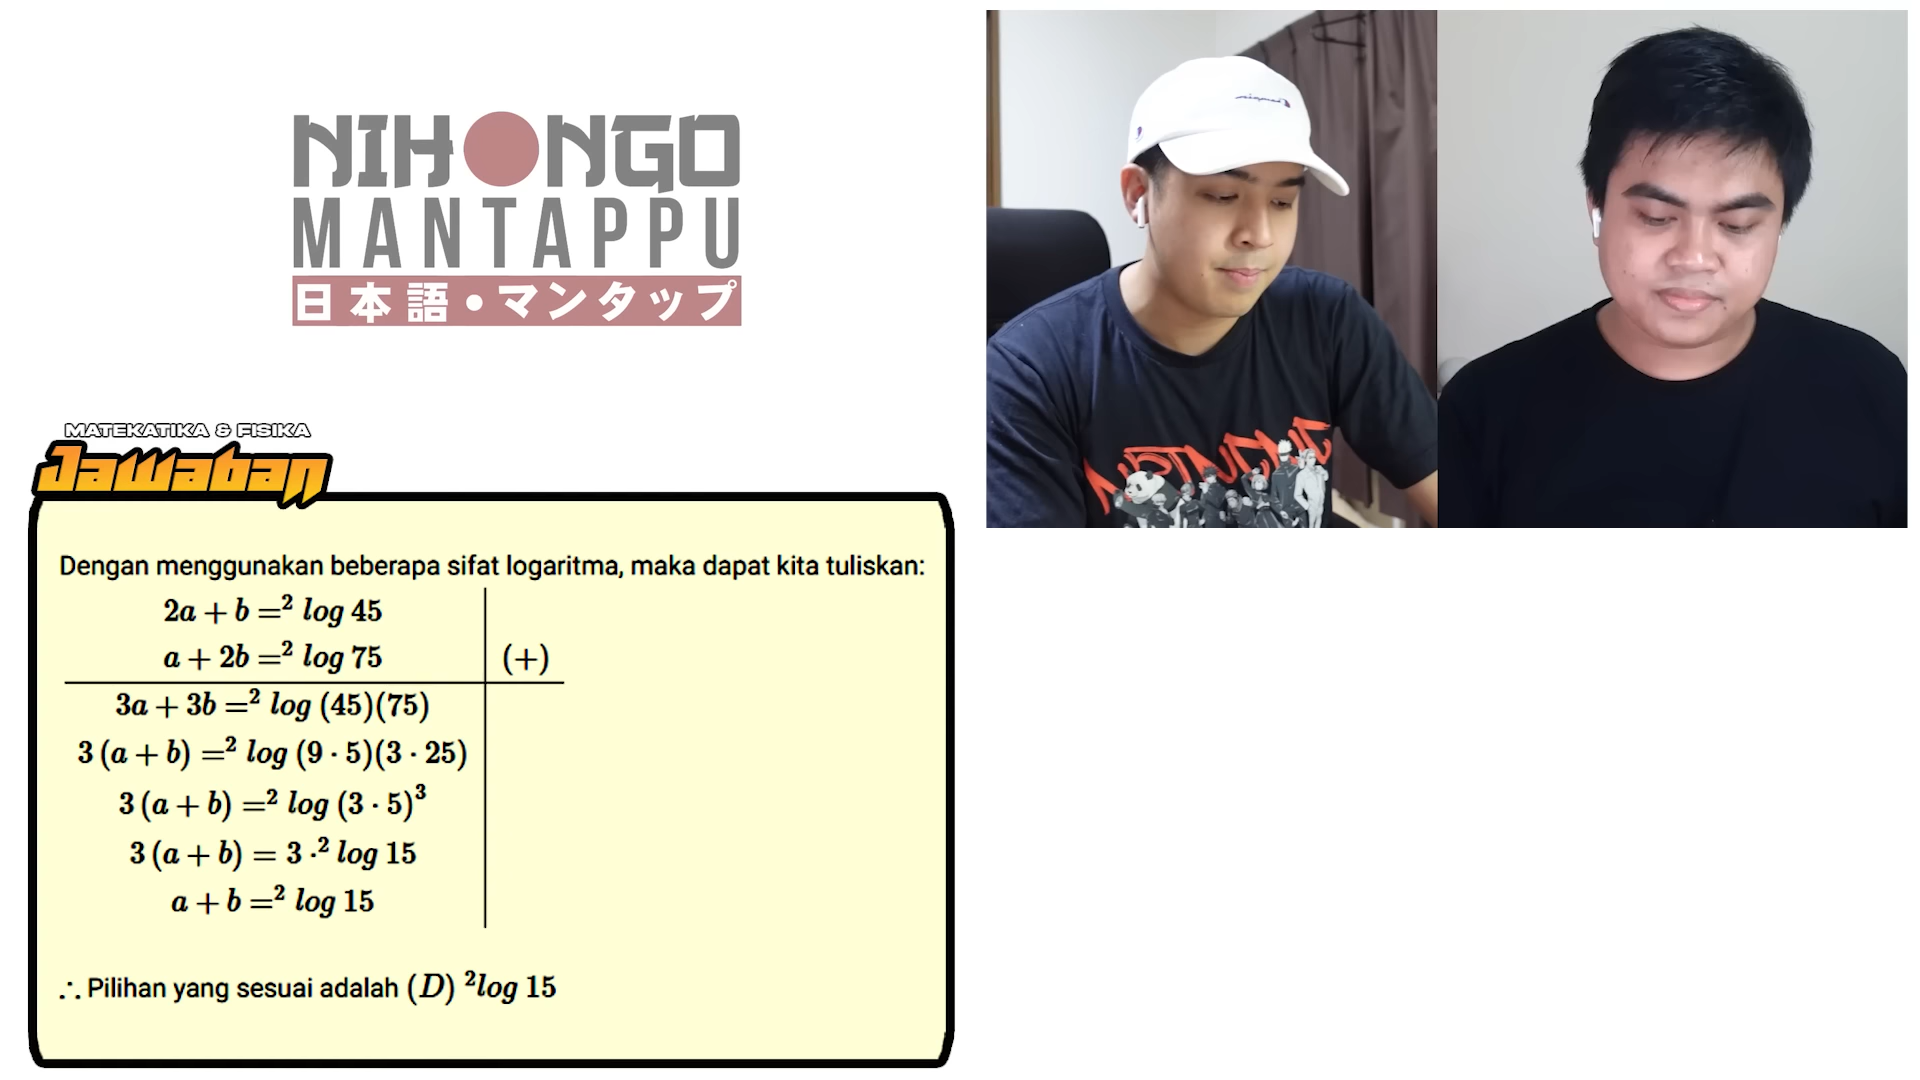 NIHONGO
MANTAPPU
日本語・マンタップ
MATEKATIKA & FISIKA
Jawaban
Dengan menggunakan beberapa sifat logaritma, maka dapat kita tuliskan:
2a + b =² log 45
a + 2b =² log 75 (+)
3a + 3b =² log (45)(75)
3 (a + b) =² log (9 · 5)(3 · 25)
3 (a + b) =² log (3 · 5)³
3 (a + b) = 3 ·² log 15
a + b =² log 15
∴ Pilihan yang sesuai adalah (D) ²log 15